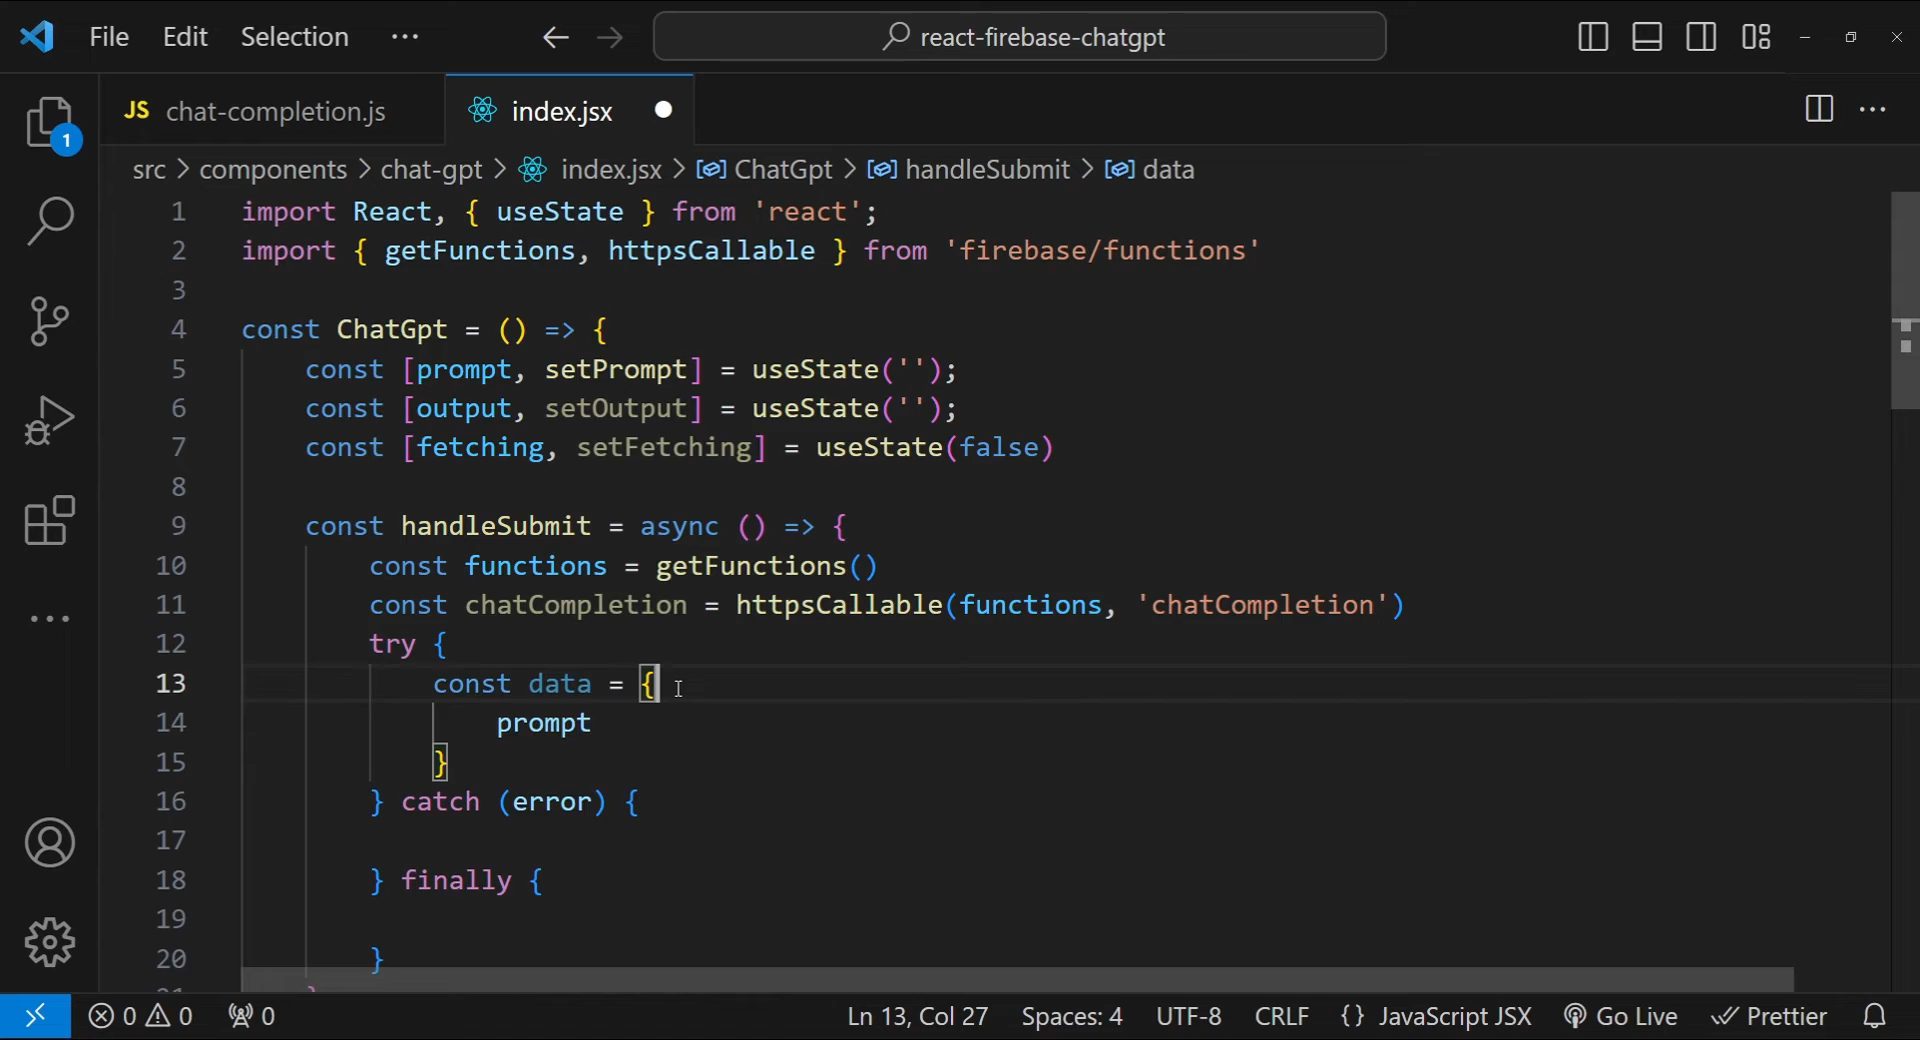 File Edit Selection ··· react-firebase-chatgpt
JS chat-completion.js index.jsx
1
src > components > chat-gpt > index.jsx > ChatGpt > handleSubmit > data
1 import React, { useState } from 'react';
2 import { getFunctions, httpsCallable } from 'firebase/functions'
3
4 const ChatGpt = () => {
5 const [prompt, setPrompt] = useState('');
6 const [output, setOutput] = useState('');
7 const [fetching, setFetching] = useState(false)
8
9 const handleSubmit = async () => {
10 const functions = getFunctions()
11 const chatCompletion = httpsCallable(functions, 'chatCompletion')
12 try {
13 const data = {
14 prompt
15 }
16 } catch (error) {
17
18 } finally {
19
20 }
0 0 0 Ln 13, Col 27 Spaces: 4 UTF-8 CRLF {} JavaScript JSX Go Live Prettier